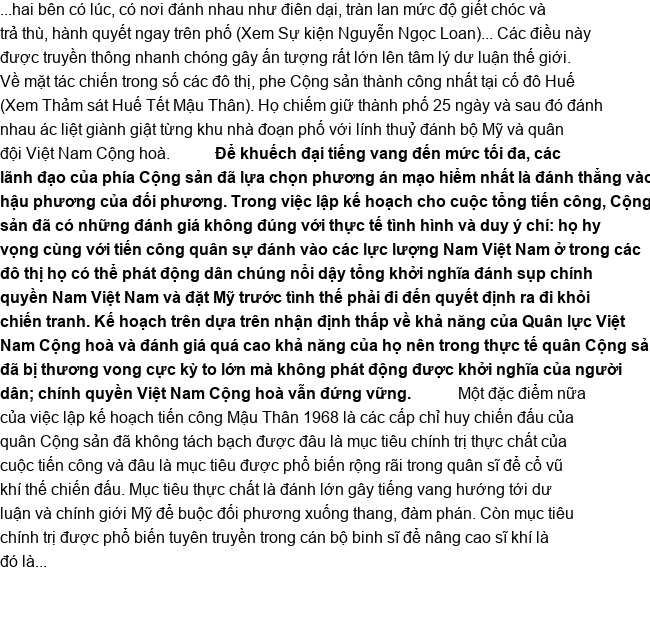 ...hai bên có lúc, có nơi đánh nhau như điên dại, tràn lan mức độ giết chóc và
trả thù, hành quyết ngay trên phố (Xem Sự kiện Nguyễn Ngọc Loan)... Các điều này
được truyền thông nhanh chóng gây ấn tượng rất lớn lên tâm lý dư luận thế giới.
Về mặt tác chiến trong số các đô thị, phe Cộng sản thành công nhất tại cố đô Huế
(Xem Thảm sát Huế Tết Mậu Thân). Họ chiếm giữ thành phố 25 ngày và sau đó đánh
nhau ác liệt giành giật từng khu nhà đoạn phố với lính thuỷ đánh bộ Mỹ và quân
đội Việt Nam Cộng hoà. Để khuếch đại tiếng vang đến mức tối đa, các
lãnh đạo của phía Cộng sản đã lựa chọn phương án mạo hiểm nhất là đánh thẳng vào
hậu phương của đối phương. Trong việc lập kế hoạch cho cuộc tổng tiến công, Cộng
sản đã có những đánh giá không đúng với thực tế tình hình và duy ý chí: họ hy
vọng cùng với tiến công quân sự đánh vào các lực lượng Nam Việt Nam ở trong các
đô thị họ có thể phát động dân chúng nổi dậy tổng khởi nghĩa đánh sụp chính
quyền Nam Việt Nam và đặt Mỹ trước tình thế phải đi đến quyết định ra đi khỏi
chiến tranh. Kế hoạch trên dựa trên nhận định thấp về khả năng của Quân lực Việt
Nam Cộng hoà và đánh giá quá cao khả năng của họ nên trong thực tế quân Cộng sả
đã bị thương vong cực kỳ to lớn mà không phát động được khởi nghĩa của người
dân; chính quyền Việt Nam Cộng hoà vẫn đứng vững. Một đặc điểm nữa
của việc lập kế hoạch tiến công Mậu Thân 1968 là các cấp chỉ huy chiến đấu của
quân Cộng sản đã không tách bạch được đâu là mục tiêu chính trị thực chất của
cuộc tiến công và đâu là mục tiêu được phổ biến rộng rãi trong quân sĩ để cổ vũ
khí thế chiến đấu. Mục tiêu thực chất là đánh lớn gây tiếng vang hướng tới dư
luận và chính giới Mỹ để buộc đối phương xuống thang, đàm phán. Còn mục tiêu
chính trị được phổ biến tuyên truyền trong cán bộ binh sĩ để nâng cao sĩ khí là
đó là...